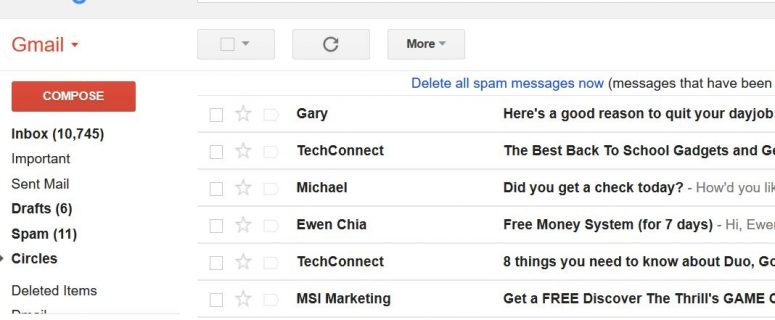 Gmail
More
Delete all spam messages now (messages that have been
COMPOSE
Inbox (10,745)
Important
Sent Mail
Drafts (6)
Spam (11)
Circles
Deleted Items
Gary Here's a good reason to quit your dayjob
TechConnect The Best Back To School Gadgets and Ge
Michael Did you get a check today? - How'd you lik
Ewen Chia Free Money System (for 7 days) - Hi, Ewen
TechConnect 8 things you need to know about Duo, Go
MSI Marketing Get a FREE Discover The Thrill's GAME